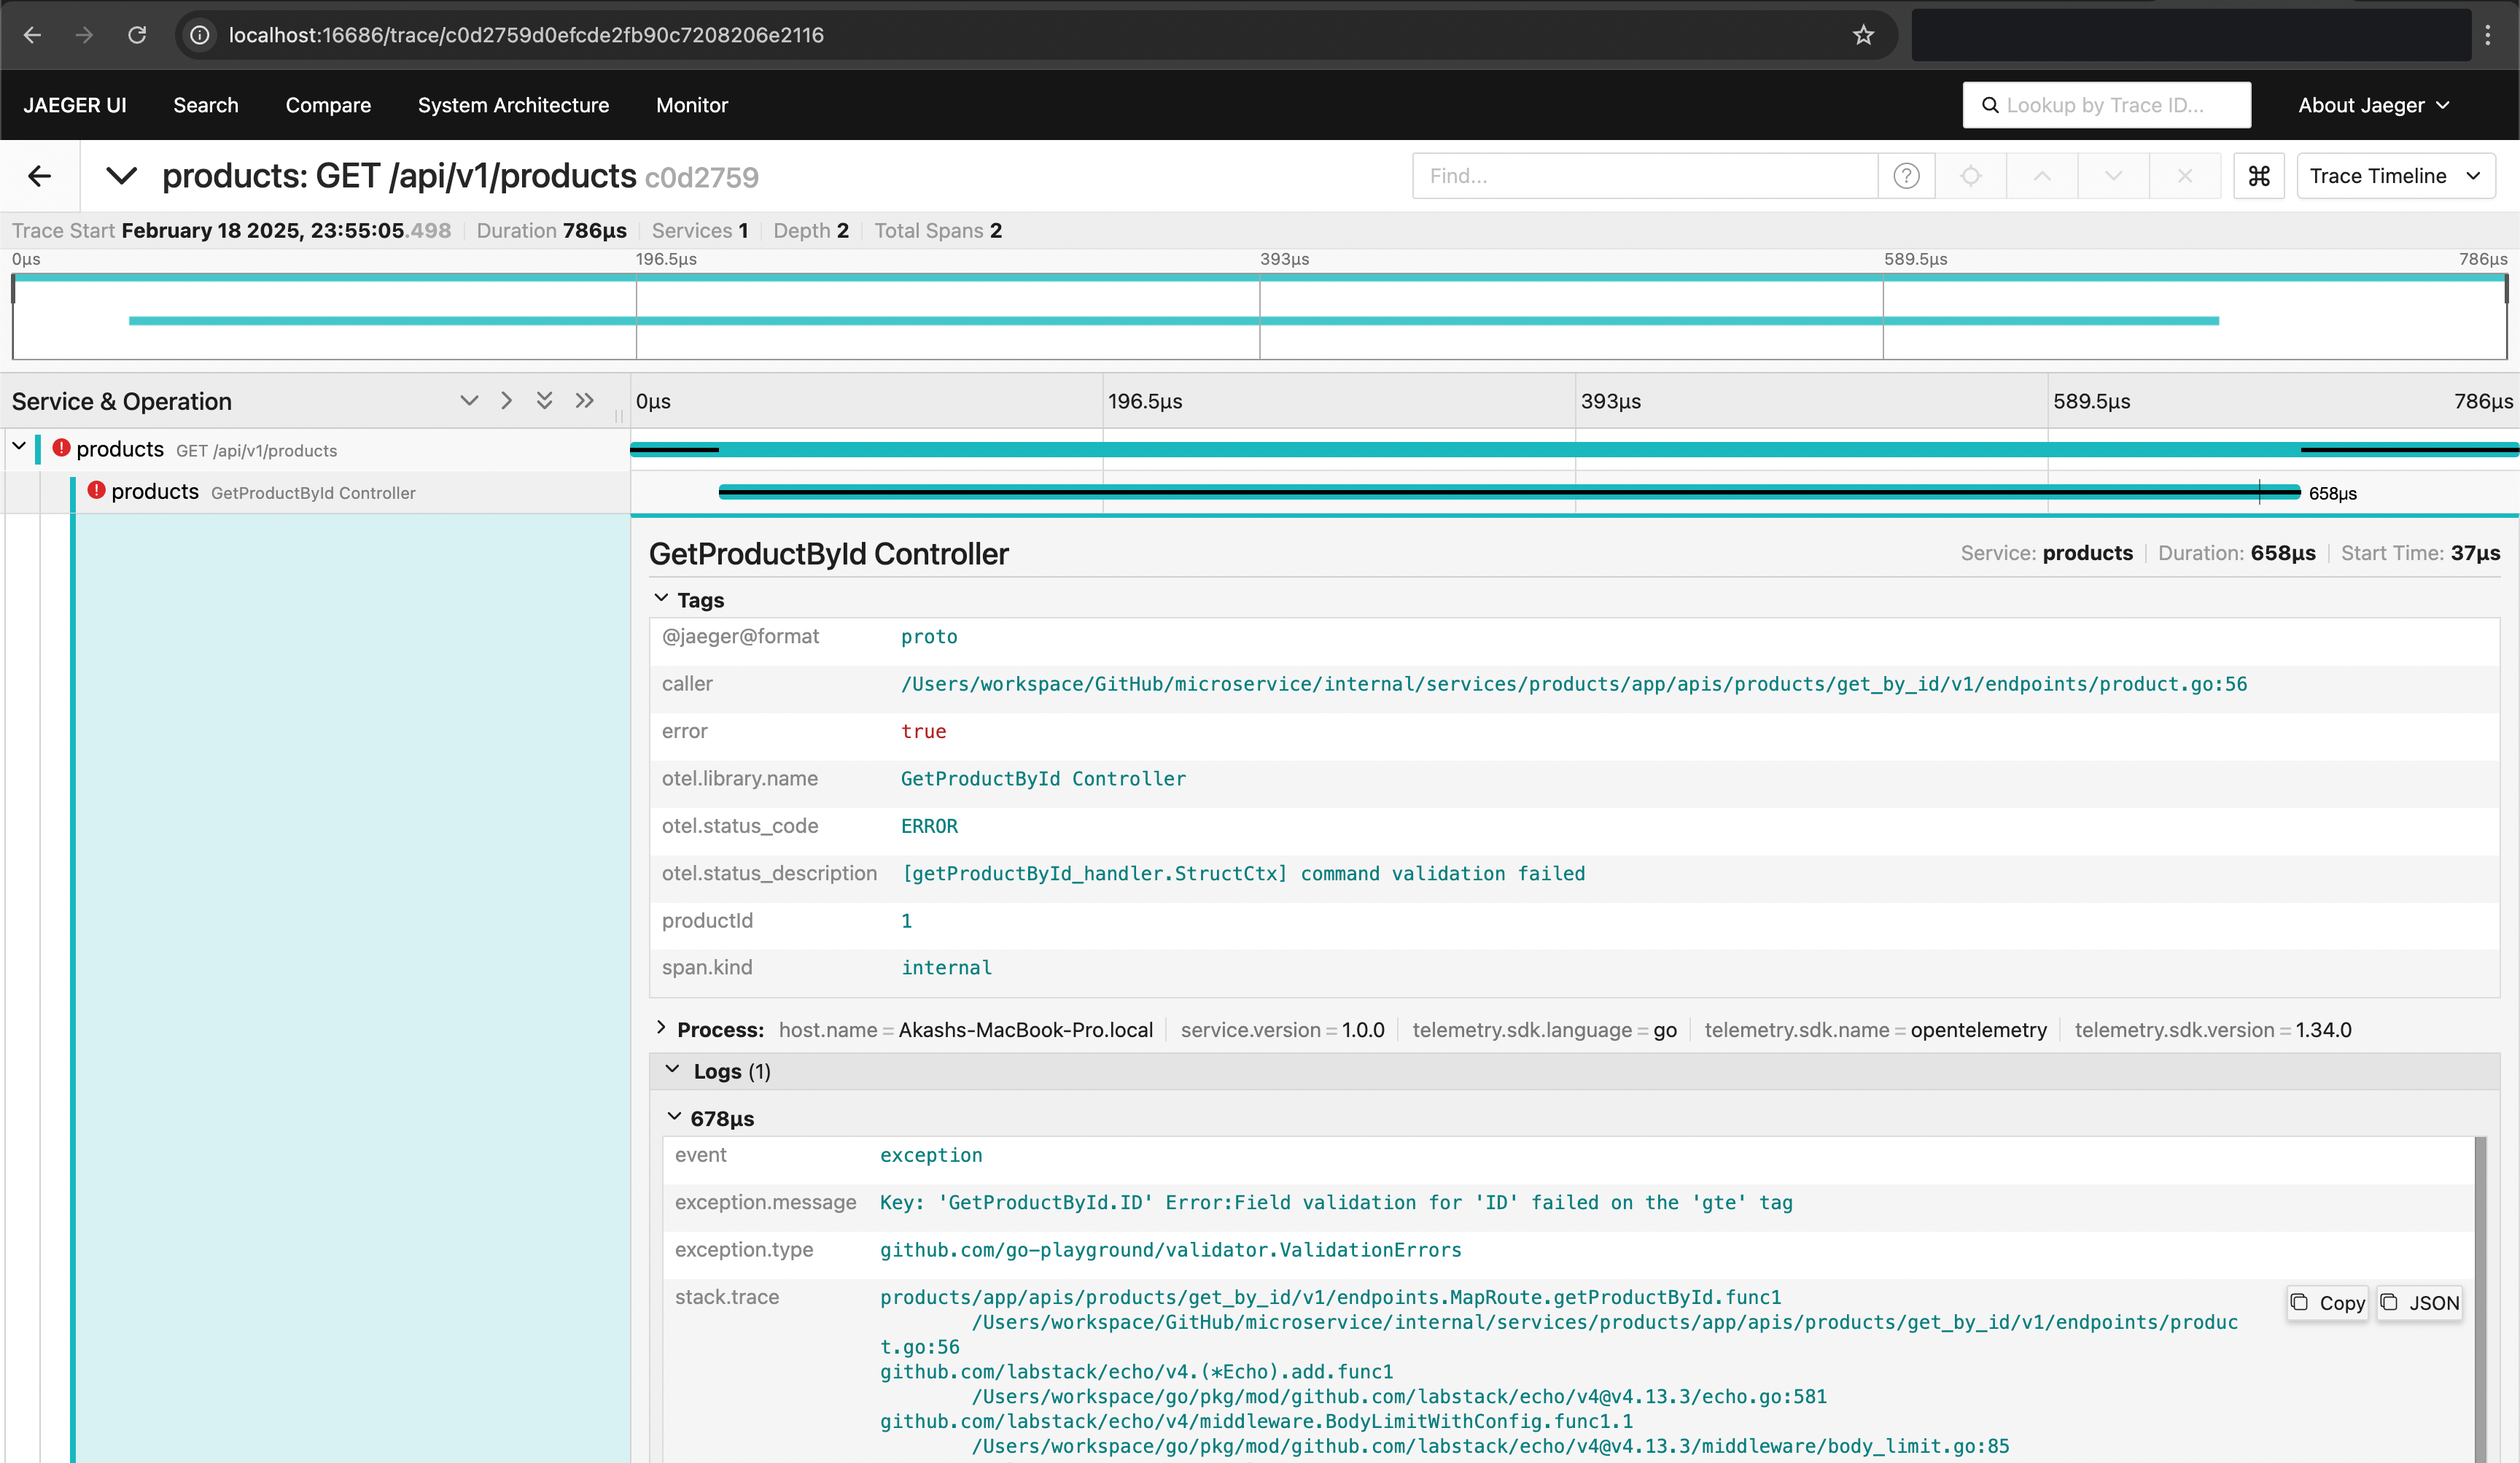 localhost:16686/trace/c0d2759d0efcde2fb90c7208206e2116
JAEGER UI Search Compare System Architecture Monitor Lookup by Trace ID... About Jaeger
products: GET /api/v1/products c0d2759 Find... ? ⌘ Trace Timeline
Trace Start February 18 2025, 23:55:05.498 Duration 786μs Services 1 Depth 2 Total Spans 2
0μs 196.5μs 393μs 589.5μs 786μs
Service & Operation 0μs 196.5μs 393μs 589.5μs 786μs
products GET /api/v1/products
products GetProductById Controller 658μs
GetProductById Controller Service: products Duration: 658μs Start Time: 37μs
Tags
@jaeger@format proto
caller /Users/workspace/GitHub/microservice/internal/services/products/app/apis/products/get_by_id/v1/endpoints/product.go:56
error true
otel.library.name GetProductById Controller
otel.status_code ERROR
otel.status_description [getProductById_handler.StructCtx] command validation failed
productId 1
span.kind internal
Process: host.name = Akashs-MacBook-Pro.local service.version = 1.0.0 telemetry.sdk.language = go telemetry.sdk.name = opentelemetry telemetry.sdk.version = 1.34.0
Logs (1)
678μs
event exception
exception.message Key: 'GetProductById.ID' Error:Field validation for 'ID' failed on the 'gte' tag
exception.type github.com/go-playground/validator.ValidationErrors
stack.trace products/app/apis/products/get_by_id/v1/endpoints.MapRoute.getProductById.func1 Copy JSON
/Users/workspace/GitHub/microservice/internal/services/products/app/apis/products/get_by_id/v1/endpoints/produc
t.go:56
github.com/labstack/echo/v4.(*Echo).add.func1
/Users/workspace/go/pkg/mod/github.com/labstack/echo/v4@v4.13.3/echo.go:581
github.com/labstack/echo/v4/middleware.BodyLimitWithConfig.func1.1
/Users/workspace/go/pkg/mod/github.com/labstack/echo/v4@v4.13.3/middleware/body_limit.go:85